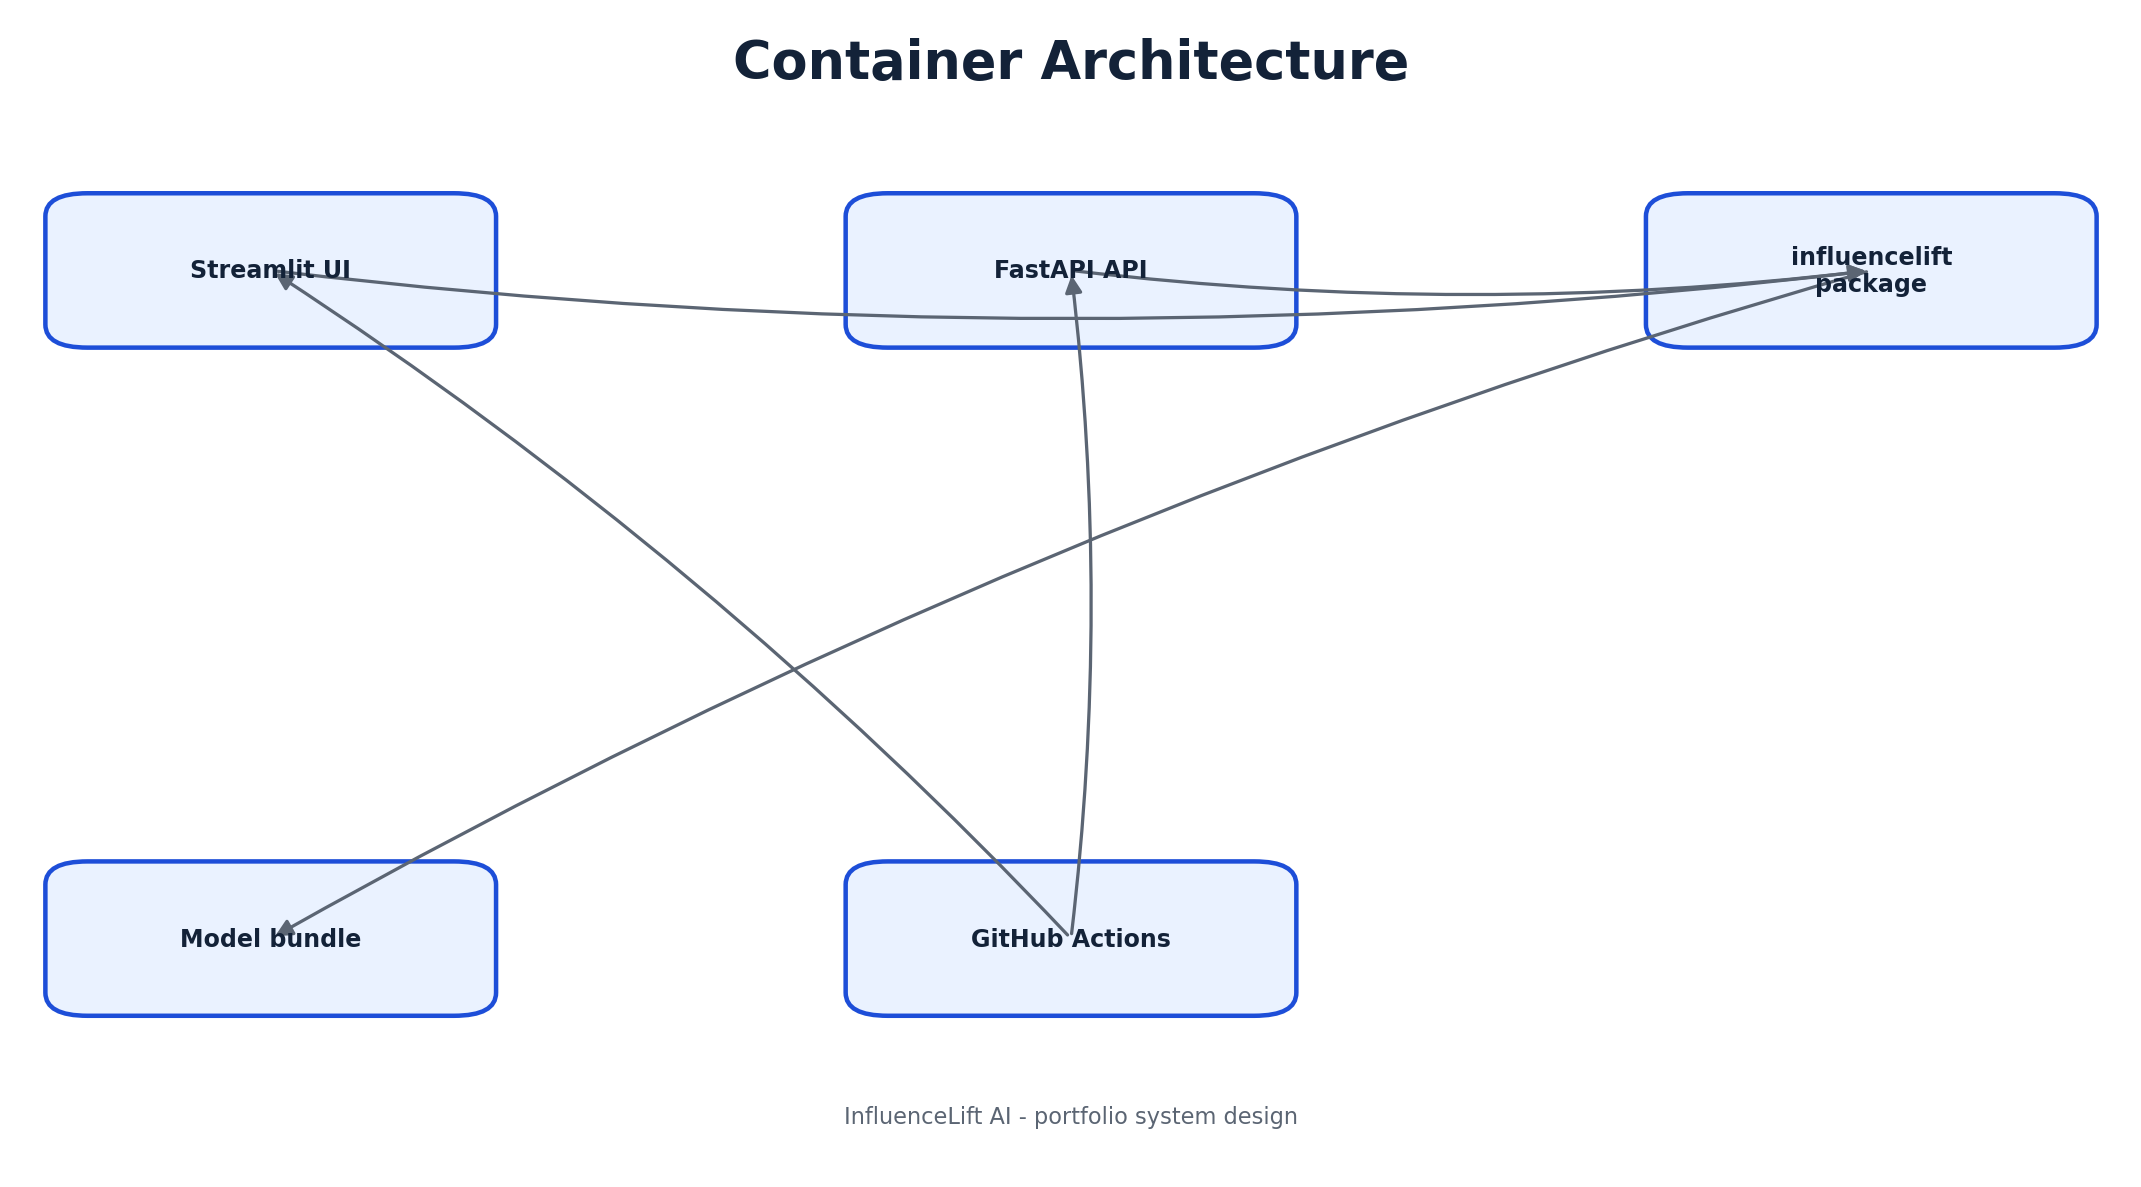 Container Architecture
Streamlit UI
FastAPI API
influencelift
package
Model bundle
GitHub Actions
InfluenceLift AI - portfolio system design